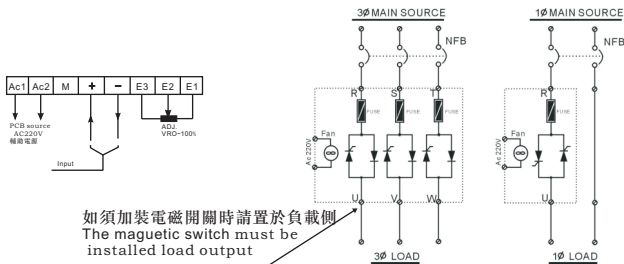 3Ø MAIN SOURCE
1Ø MAIN SOURCE
NFB
NFB
Ac1 Ac2 M + − E3 E2 E1
PCB source
AC220V
輔助電源
ADJ.
VR0~100%
Input
R S T
FUSE FUSE FUSE
Fan
Ac 220V
U V W
3Ø LOAD
R
FUSE
Fan
Ac 220V
U
1Ø LOAD
如須加裝電磁開關時請置於負載側
The maguetic switch must be
installed load output